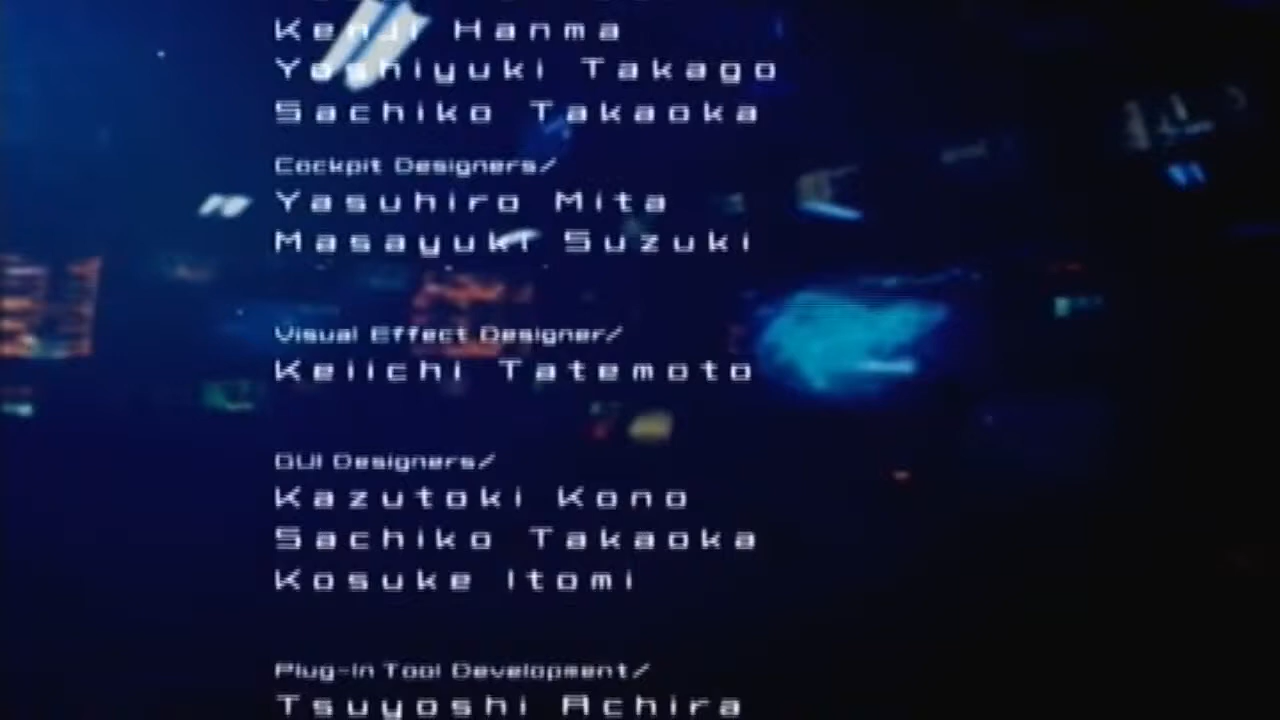 Kenji Hanma
Yoshiyuki Takago
Sachiko Takaoka
Cockpit Designers/
Yasuhiro Mita
Masayuki Suzuki
Visual Effect Designer/
Keiichi Tatemoto
GUI Designers/
Kazutoki Kono
Sachiko Takaoka
Kosuke Itomi
Plug-In Tool Development/
Tsuyoshi Achira